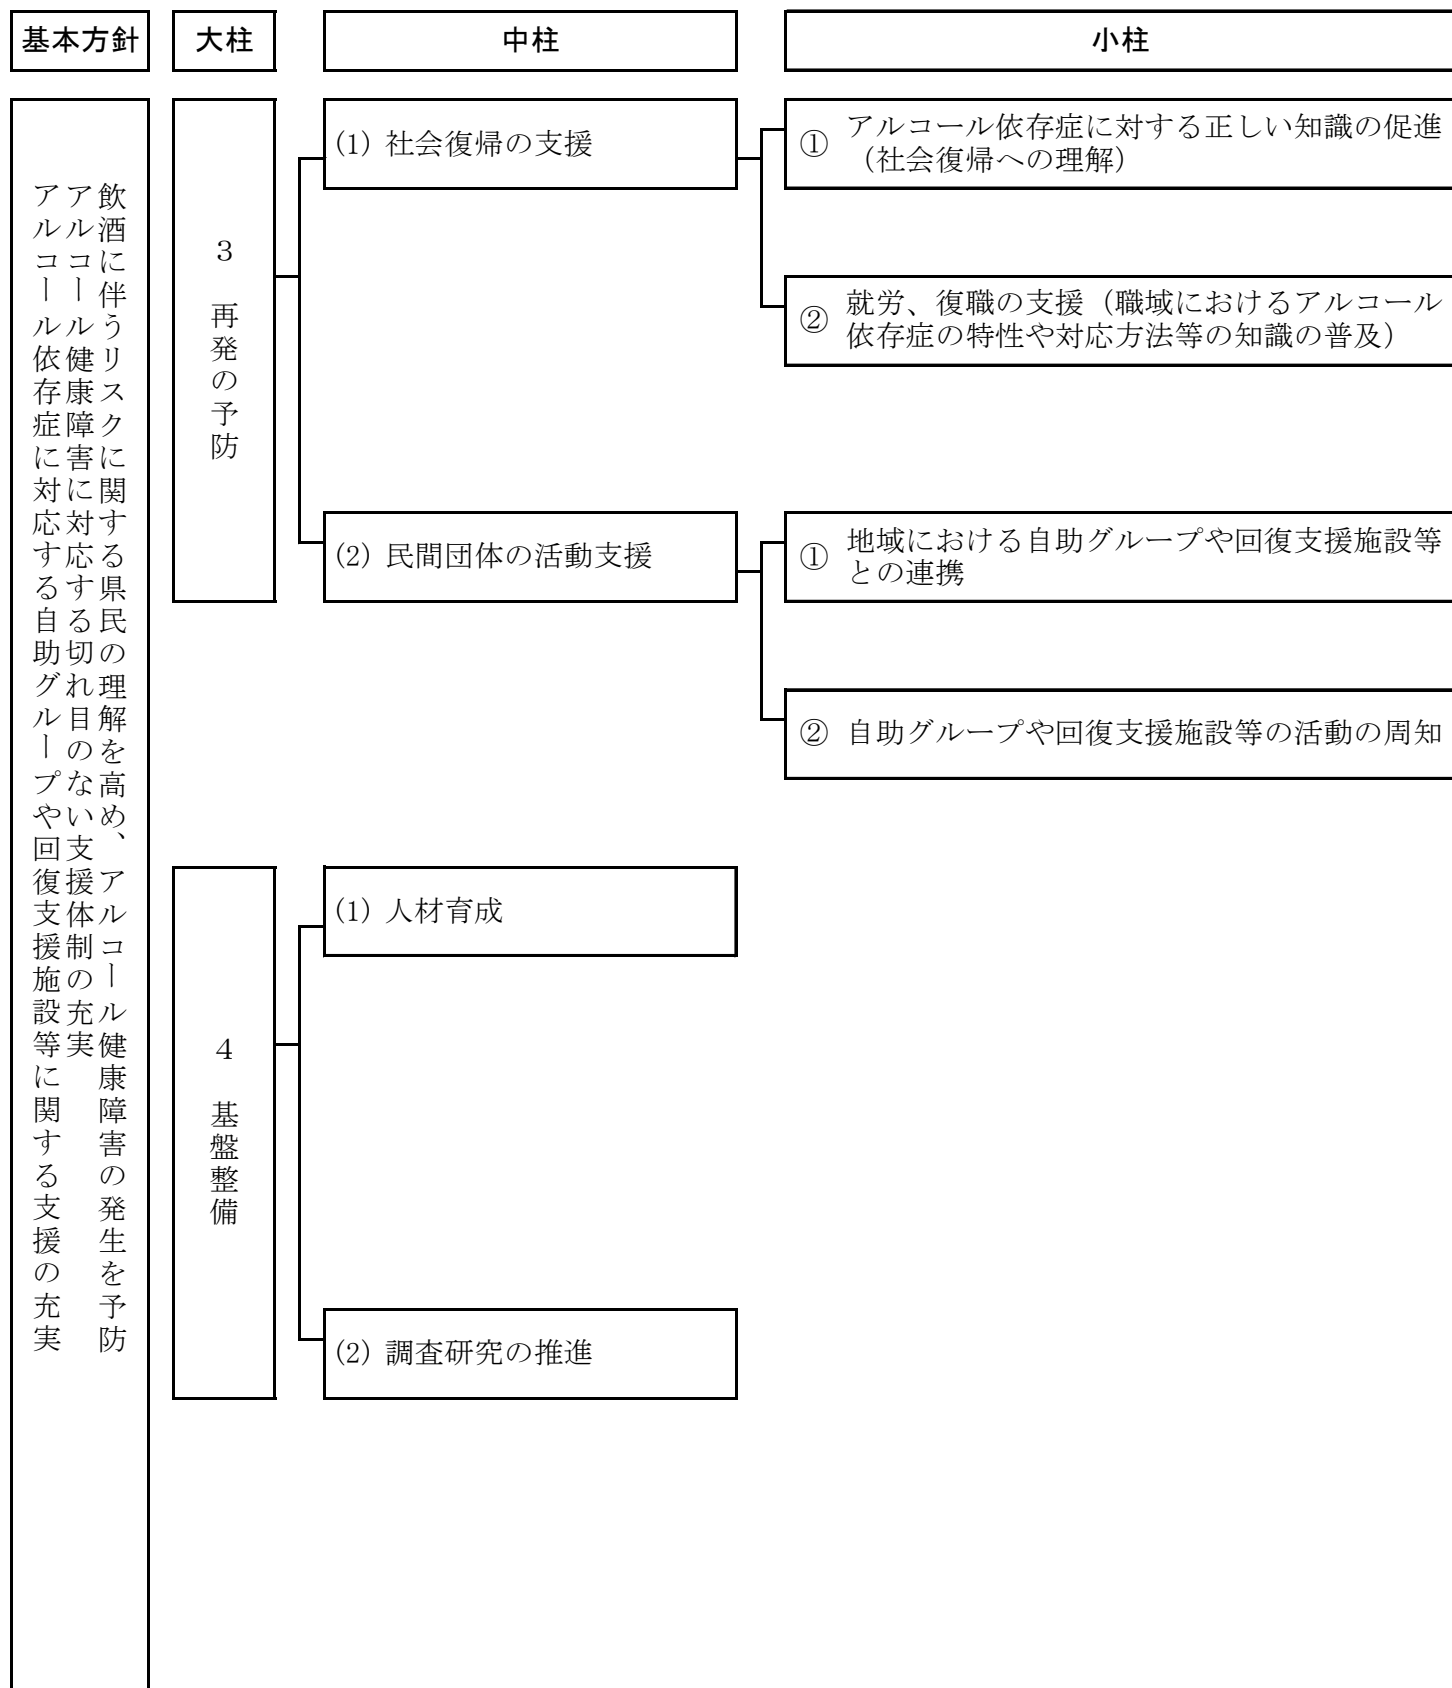 基本方針
大柱
中柱
小柱
飲酒に伴うリスクに関する県民の理解を高め、アルコール健康障害の発生を予防
アルコール健康障害に対応する切れ目のない支援体制の充実
アルコール依存症に対応する自助グループや回復支援施設等に関する支援の充実
3 再発の予防
(1) 社会復帰の支援
① アルコール依存症に対する正しい知識の促進
（社会復帰への理解）
② 就労、復職の支援（職域におけるアルコール
依存症の特性や対応方法等の知識の普及）
(2) 民間団体の活動支援
① 地域における自助グループや回復支援施設等
との連携
② 自助グループや回復支援施設等の活動の周知
4 基盤整備
(1) 人材育成
(2) 調査研究の推進